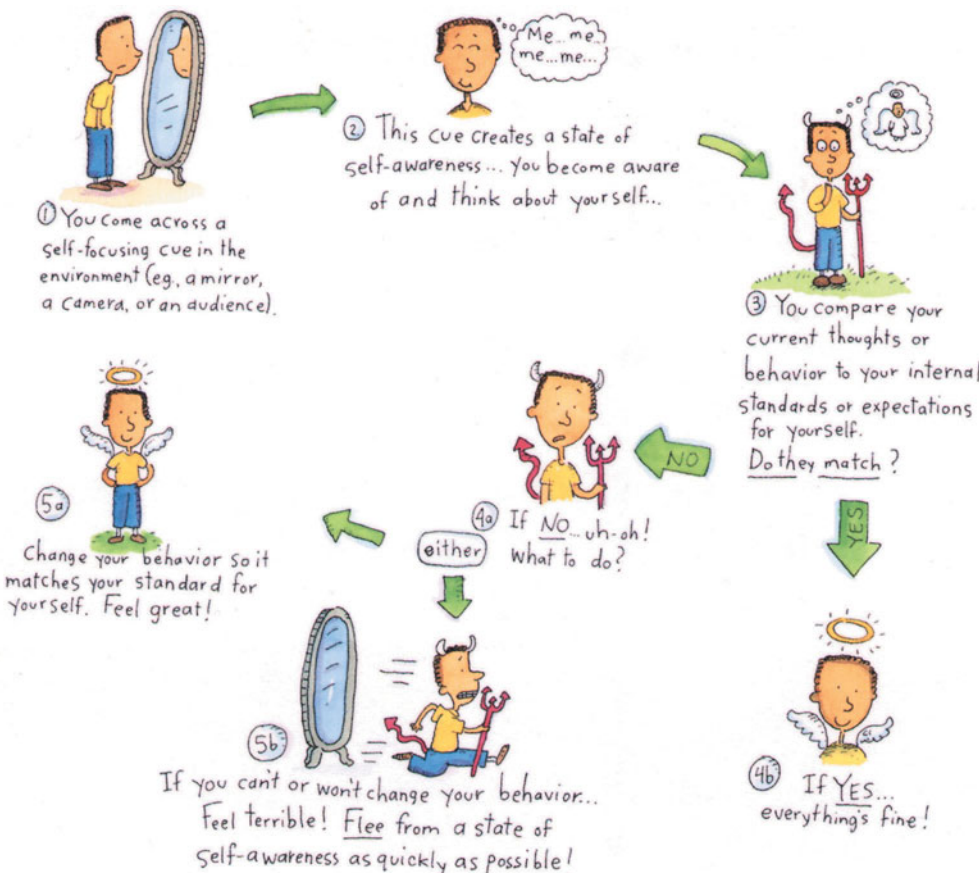 Me...me,
me...me...
① You come across a
self-focusing cue in the
environment (eg., a mirror,
a camera, or an audience).
② This cue creates a state of
self-awareness... you become aware
of and think about yourself...
③ You compare your
current thoughts or
behavior to your internal
standards or expectations
for yourself.
Do they match?
NO
YES
4a If NO...uh-oh!
What to do?
either
5a
Change your behavior so it
matches your standard for
yourself. Feel great!
5b
If you can't or won't change your behavior...
Feel terrible! Flee from a state of
self-awareness as quickly as possible!
4b If YES...
everything's fine!